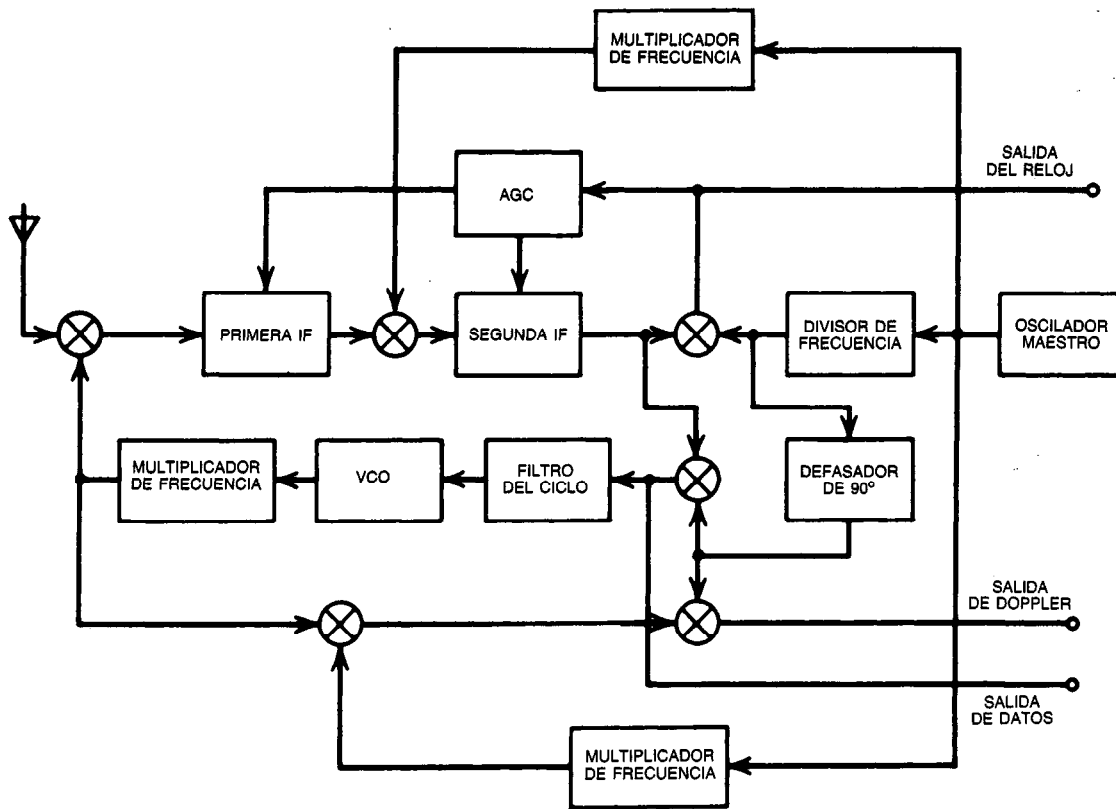 MULTIPLICADOR
DE FRECUENCIA
SALIDA
DEL RELOJ
AGC
PRIMERA IF
SEGUNDA IF
DIVISOR DE
FRECUENCIA
OSCILADOR
MAESTRO
MULTIPLICADOR
DE FRECUENCIA
VCO
FILTRO
DEL CICLO
DEFASADOR
DE 90°
SALIDA
DE DOPPLER
SALIDA
DE DATOS
MULTIPLICADOR
DE FRECUENCIA